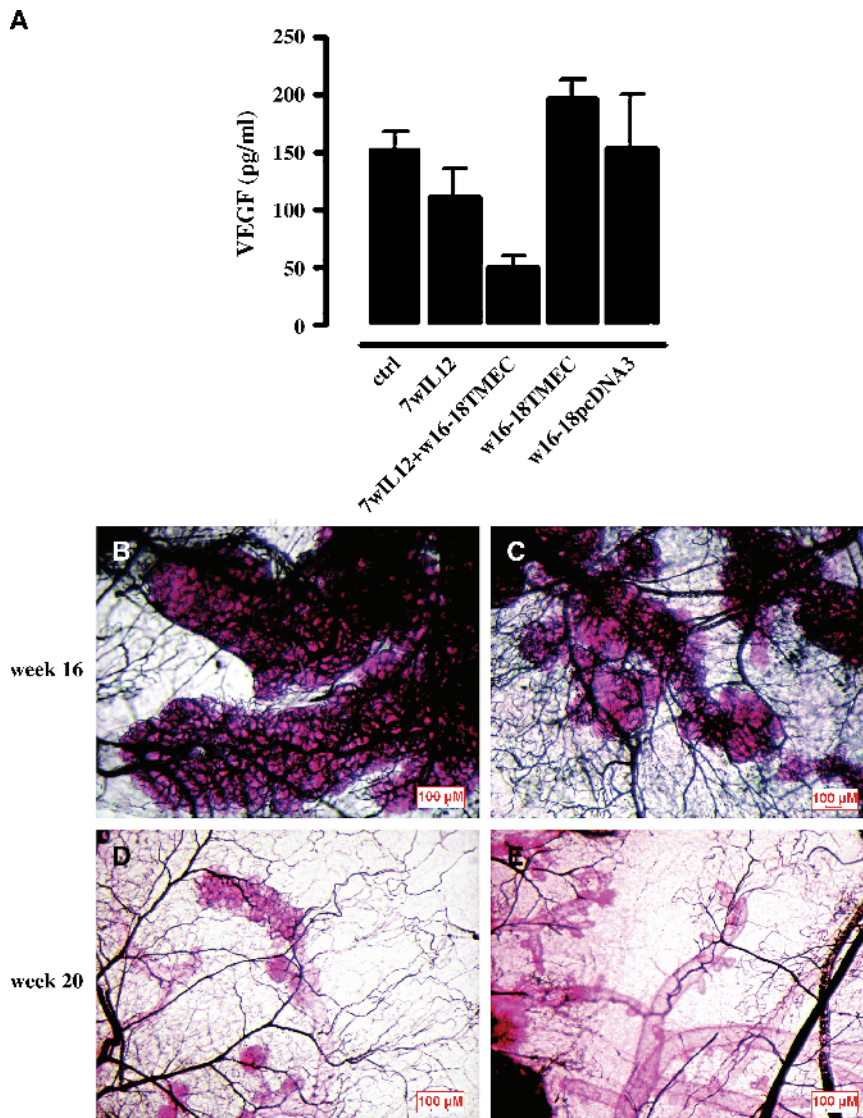 A
VEGF (pg/ml)
250
200
150
100
50
0
ctrl
7wIL12
7wIL12+w16-18TMEC
w16-18TMEC
w16-18pcDNA3
week 16
B
100 µM
C
100 µM
week 20
D
100 µM
E
100 µM